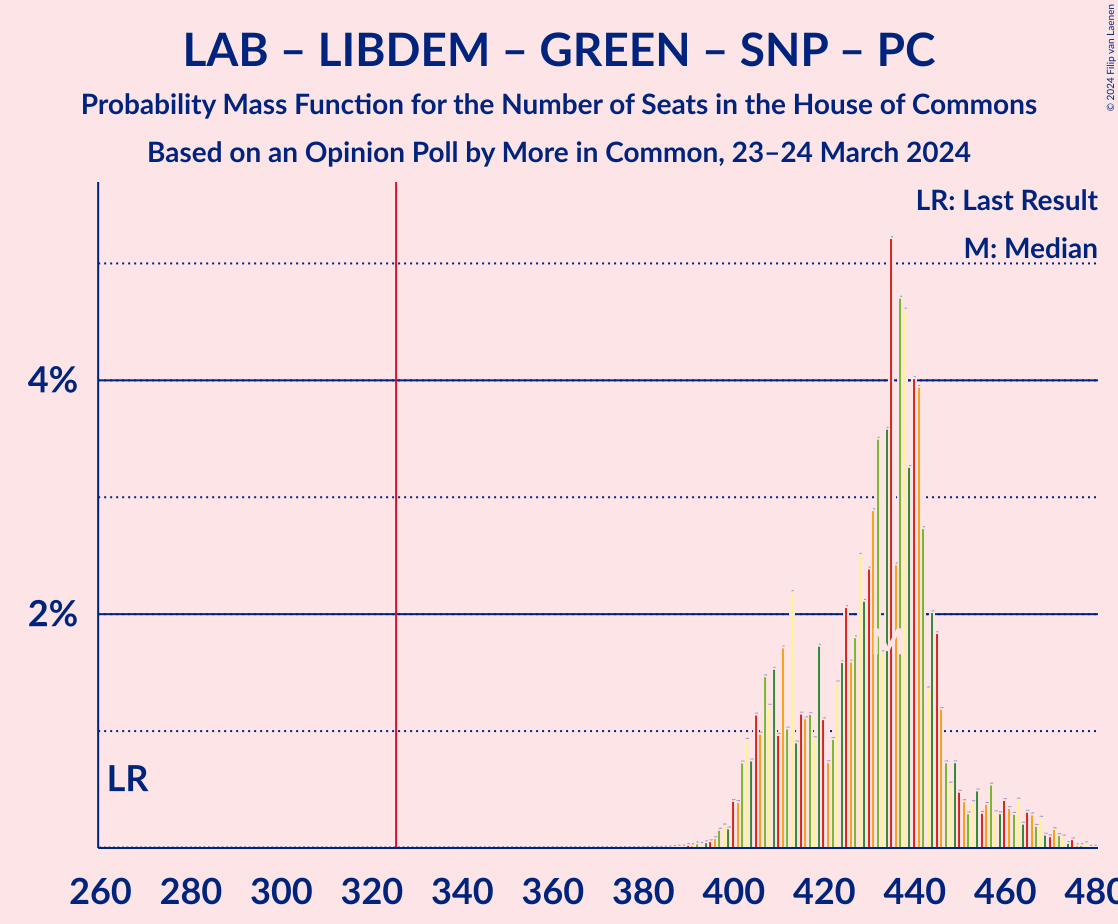 LAB – LIBDEM – GREEN – SNP – PC
Probability Mass Function for the Number of Seats in the House of Commons
Based on an Opinion Poll by More in Common, 23–24 March 2024
© 2024 Filip van Laenen
LR: Last Result
M: Median
4%
2%
LR
M
260 280 300 320 340 360 380 400 420 440 460 480